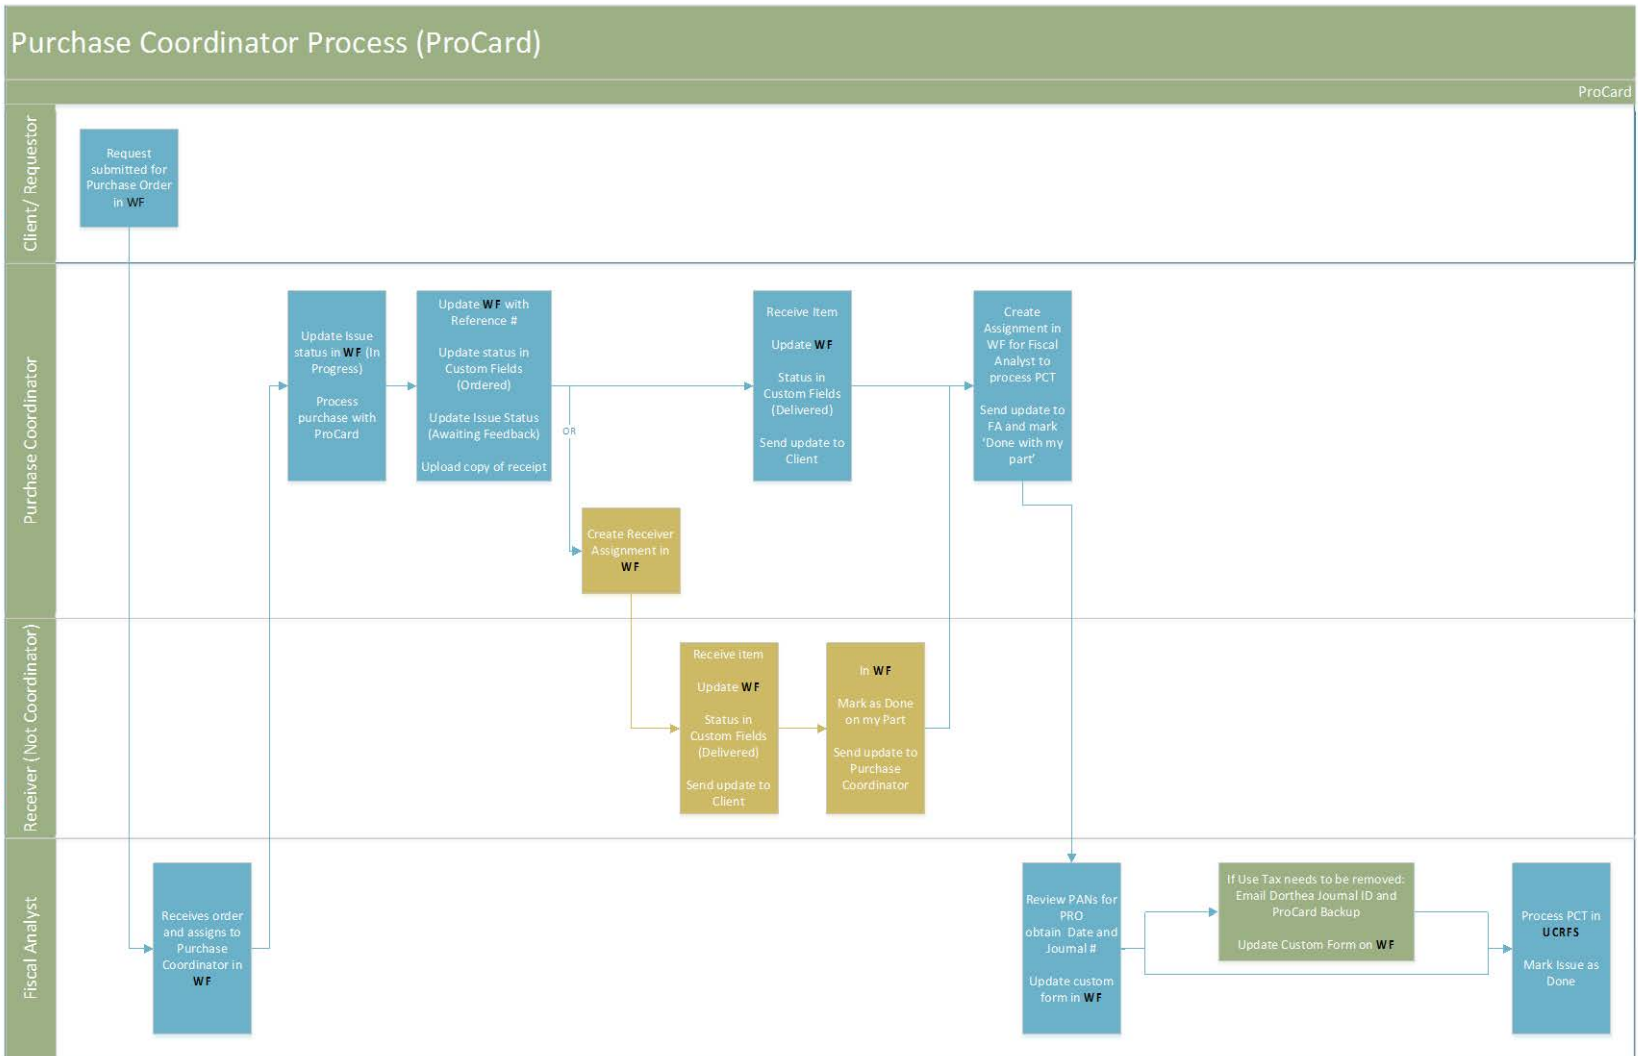 Purchase Coordinator Process (ProCard)
ProCard
Client/ Requestor
Request
submitted for
Purchase Order
in WF
Purchase Coordinator
Update Issue
status in WF (In
Progress)
Process
purchase with
ProCard
Update WF with
Reference #
Update status in
Custom Fields
(Ordered)
Update Issue Status
(Awaiting Feedback)
Upload copy of receipt
OR
Receive Item
Update WF
Status in
Custom Fields
(Delivered)
Send update to
Client
Create
Assignment in
WF for Fiscal
Analyst to
process PCT
Send update to
FA and mark
‘Done with my
part’
Create Receiver
Assignment in
WF
Receiver (Not Coordinator)
Receive item
Update WF
Status in
Custom Fields
(Delivered)
Send update to
Client
In WF
Mark as Done
on my Part
Send update to
Purchase
Coordinator
Fiscal Analyst
Receives order
and assigns to
Purchase
Coordinator in
WF
Review PANs for
PRO
obtain Date and
Journal #
Update custom
form in WF
If Use Tax needs to be removed:
Email Dorthea Journal ID and
ProCard Backup
Update Custom Form on WF
Process PCT in
UCRFS
Mark Issue as
Done